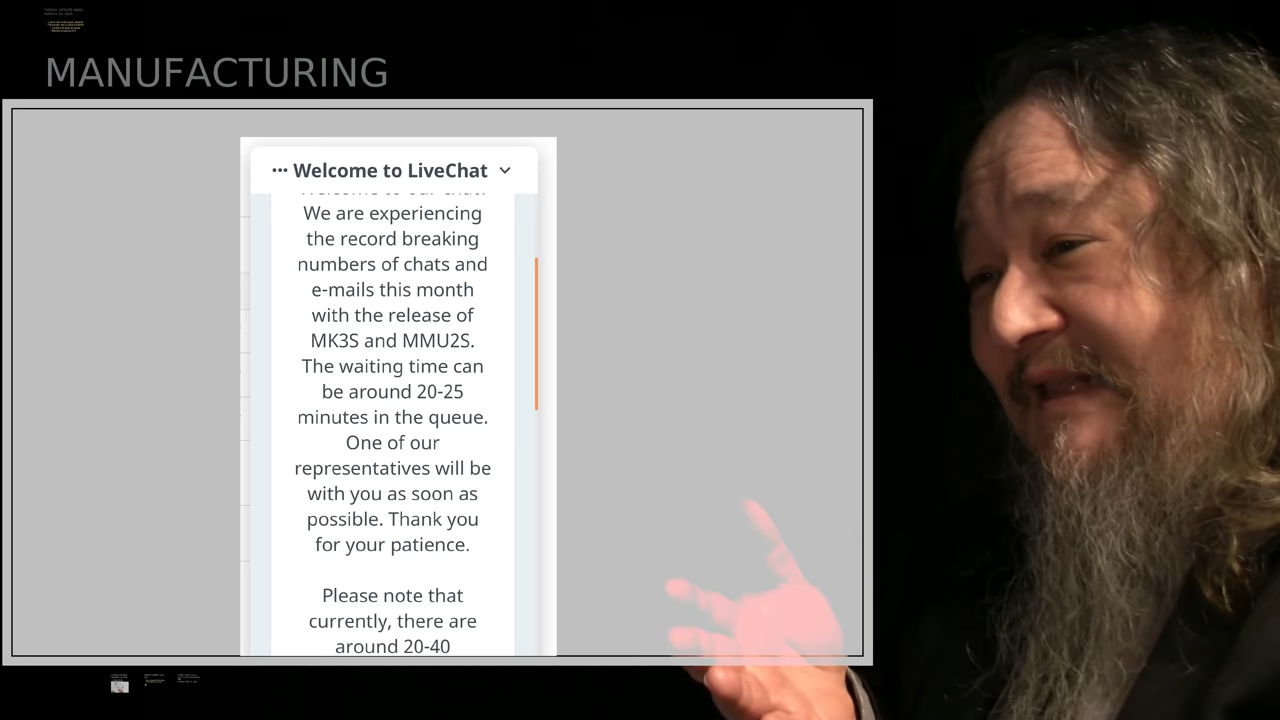 MANUFACTURING
Welcome to LiveChat
We are experiencing
the record breaking
numbers of chats and
e-mails this month
with the release of
MK3S and MMU2S.
The waiting time can
be around 20-25
minutes in the queue.
One of our
representatives will be
with you as soon as
possible. Thank you
for your patience.
Please note that
currently, there are
around 20-40